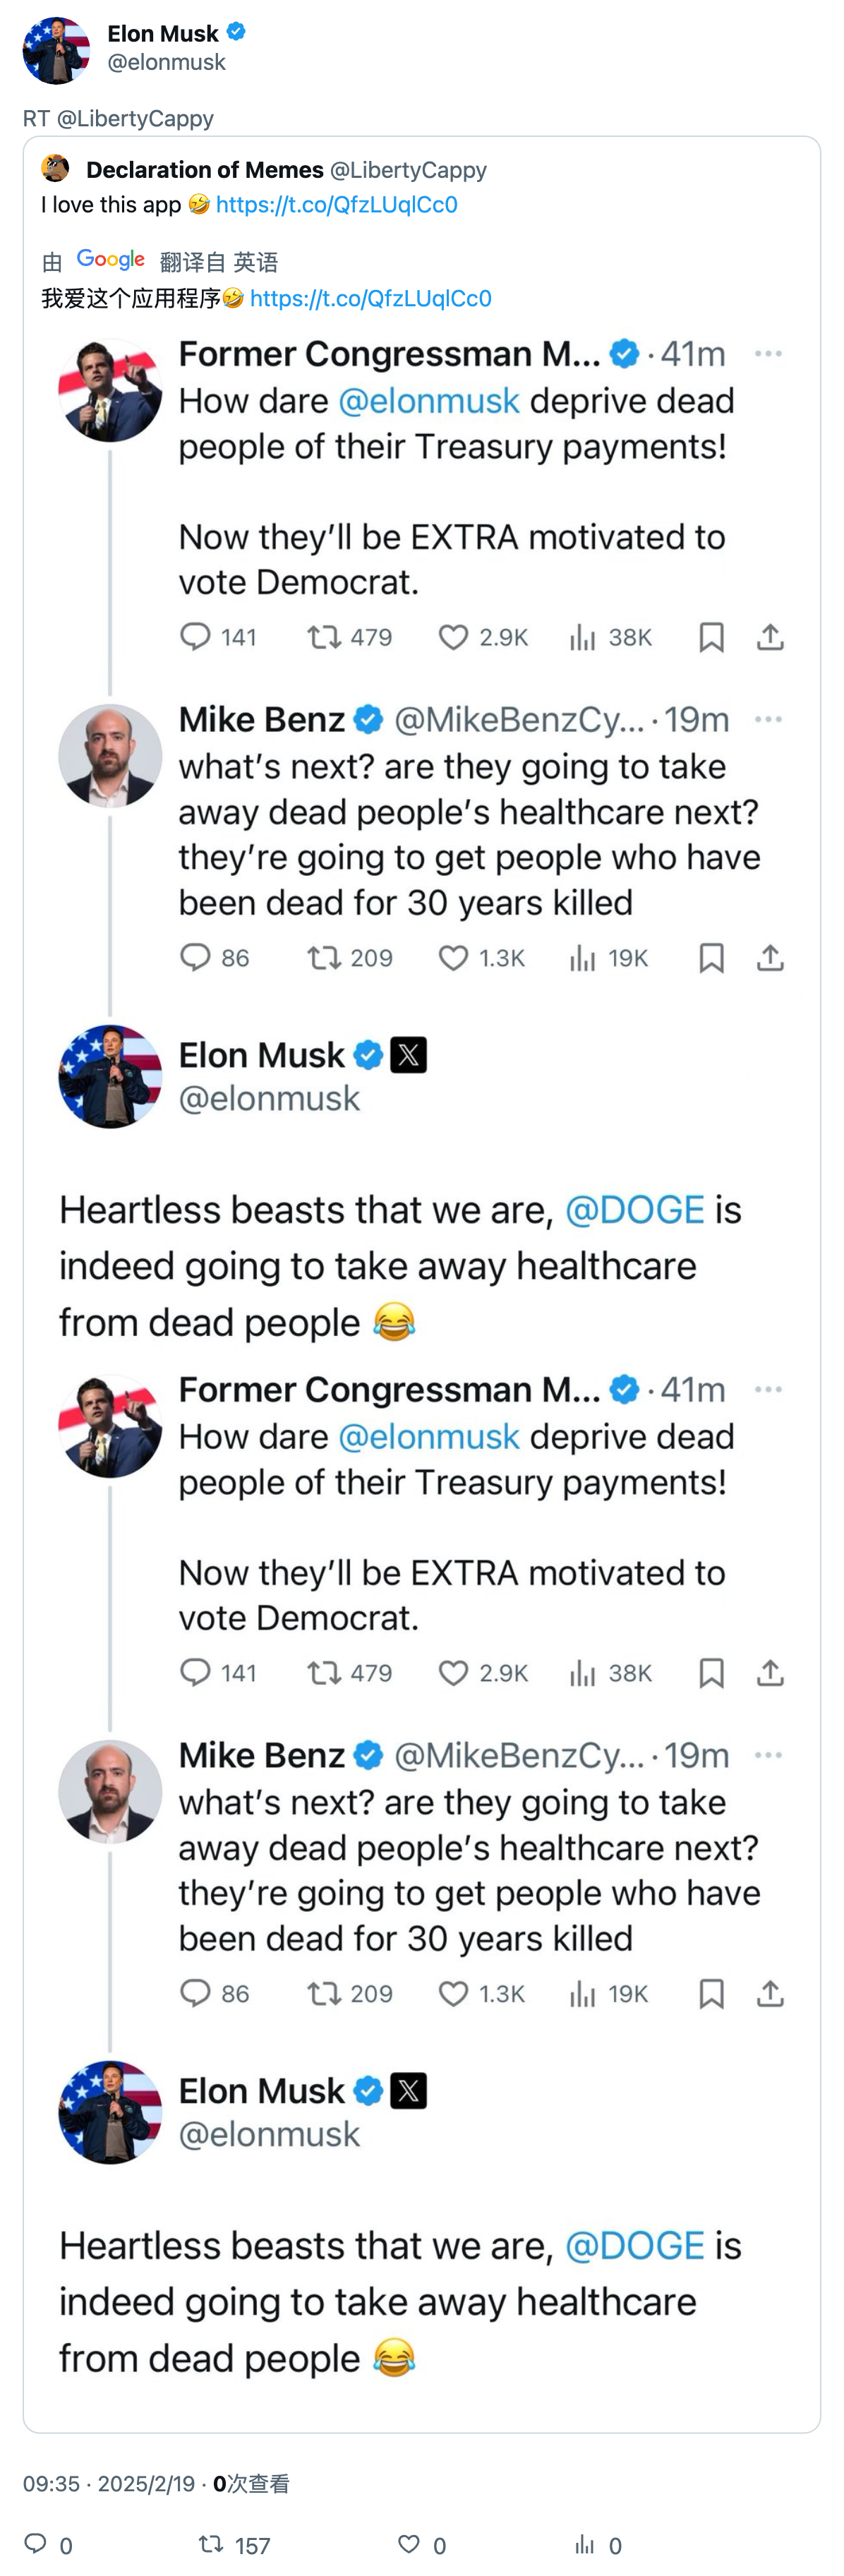 Elon Musk
@elonmusk
RT @LibertyCappy
Declaration of Memes @LibertyCappy
I love this app 🤣 https://t.co/QfzLUqlCc0
由 Google 翻译自 英语
我爱这个应用程序🤣 https://t.co/QfzLUqlCc0
Former Congressman M... · 41m
How dare @elonmusk deprive dead
people of their Treasury payments!
Now they’ll be EXTRA motivated to
vote Democrat.
141 479 2.9K 38K
Mike Benz @MikeBenzCy... · 19m
what’s next? are they going to take
away dead people’s healthcare next?
they’re going to get people who have
been dead for 30 years killed
86 209 1.3K 19K
Elon Musk
@elonmusk
Heartless beasts that we are, @DOGE is
indeed going to take away healthcare
from dead people 😂
Former Congressman M... · 41m
How dare @elonmusk deprive dead
people of their Treasury payments!
Now they’ll be EXTRA motivated to
vote Democrat.
141 479 2.9K 38K
Mike Benz @MikeBenzCy... · 19m
what’s next? are they going to take
away dead people’s healthcare next?
they’re going to get people who have
been dead for 30 years killed
86 209 1.3K 19K
Elon Musk
@elonmusk
Heartless beasts that we are, @DOGE is
indeed going to take away healthcare
from dead people 😂
09:35 · 2025/2/19 · 0次查看
0 157 0 0